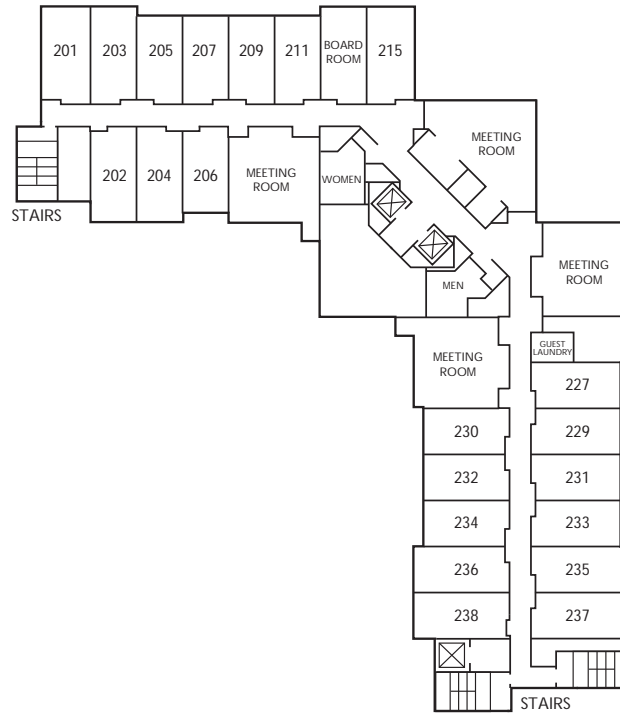 201
203
205
207
209
211
BOARD
ROOM
215
MEETING
ROOM
202
204
206
MEETING
ROOM
WOMEN
STAIRS
MEETING
ROOM
MEN
MEETING
ROOM
GUEST
LAUNDRY
227
230
229
232
231
234
233
236
235
238
237
STAIRS